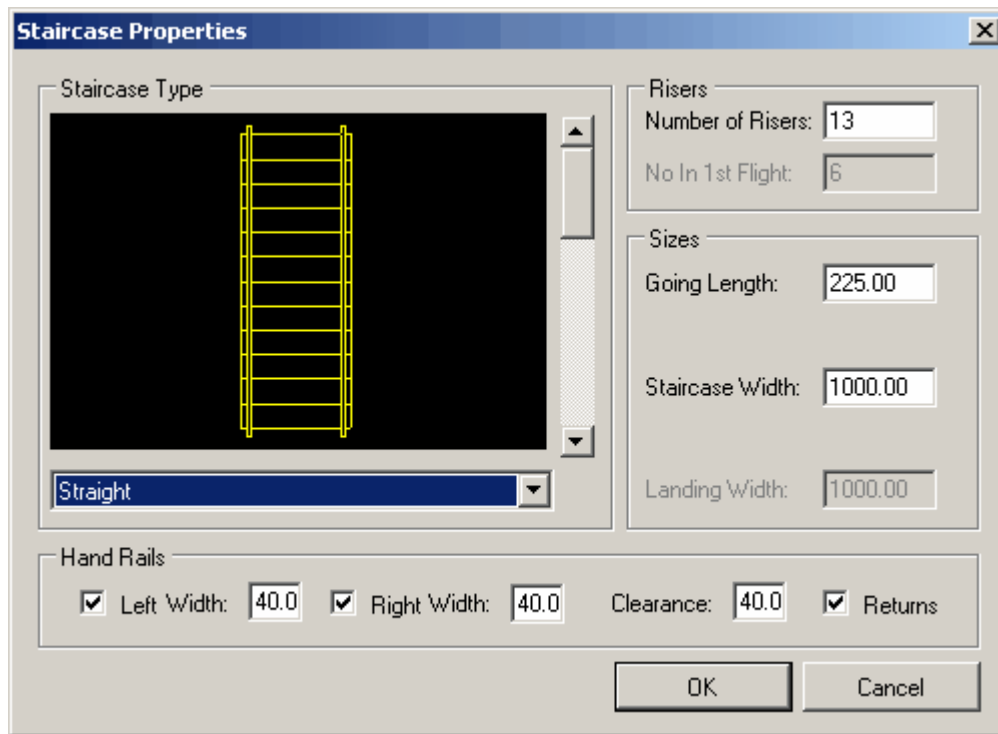 Staircase Properties
Staircase Type
Straight
Risers
Number of Risers: 13
No In 1st Flight: 6
Sizes
Going Length: 225.00
Staircase Width: 1000.00
Landing Width: 1000.00
Hand Rails
Left Width: 40.0 Right Width: 40.0 Clearance: 40.0 Returns
OK Cancel